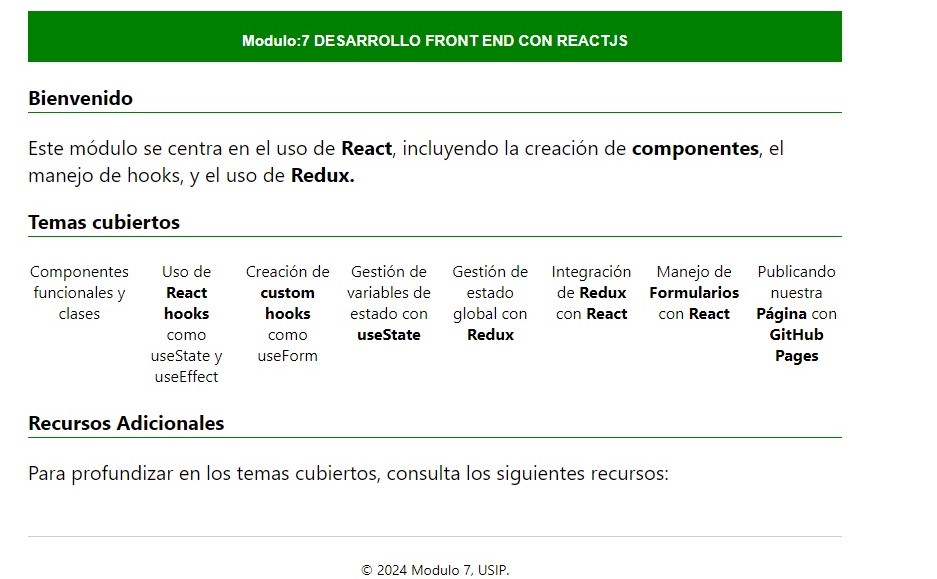 Modulo:7 DESARROLLO FRONT END CON REACTJS
Bienvenido
Este módulo se centra en el uso de React, incluyendo la creación de componentes, el
manejo de hooks, y el uso de Redux.
Temas cubiertos
Componentes
funcionales y
clases
Uso de
React
hooks
como
useState y
useEffect
Creación de
custom
hooks
como
useForm
Gestión de
variables de
estado con
useState
Gestión de
estado
global con
Redux
Integración
de Redux
con React
Manejo de
Formularios
con React
Publicando
nuestra
Página con
GitHub
Pages
Recursos Adicionales
Para profundizar en los temas cubiertos, consulta los siguientes recursos:
© 2024 Modulo 7, USIP.